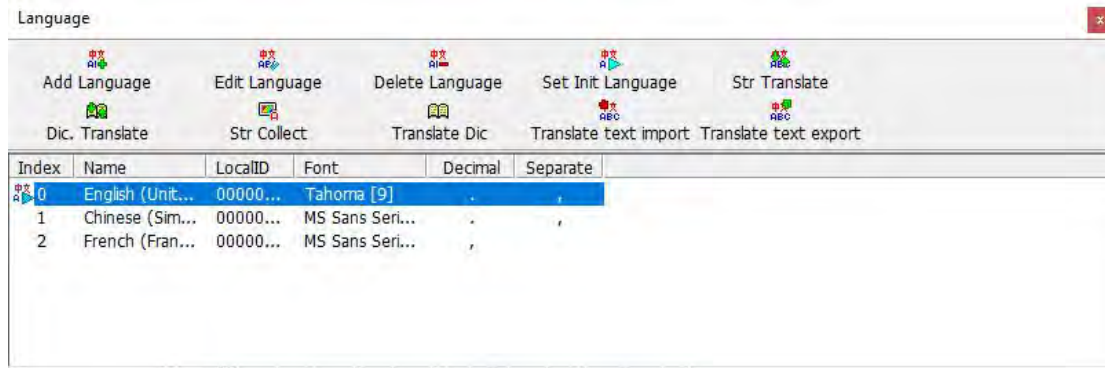 Language
Add Language Edit Language Delete Language Set Init Language Str Translate
Dic. Translate Str Collect Translate Dic Translate text import Translate text export
Index Name LocalID Font Decimal Separate
0 English (Unit... 00000... Tahoma [9] . ,
1 Chinese (Sim... 00000... MS Sans Seri... . ,
2 French (Fran... 00000... MS Sans Seri... ,